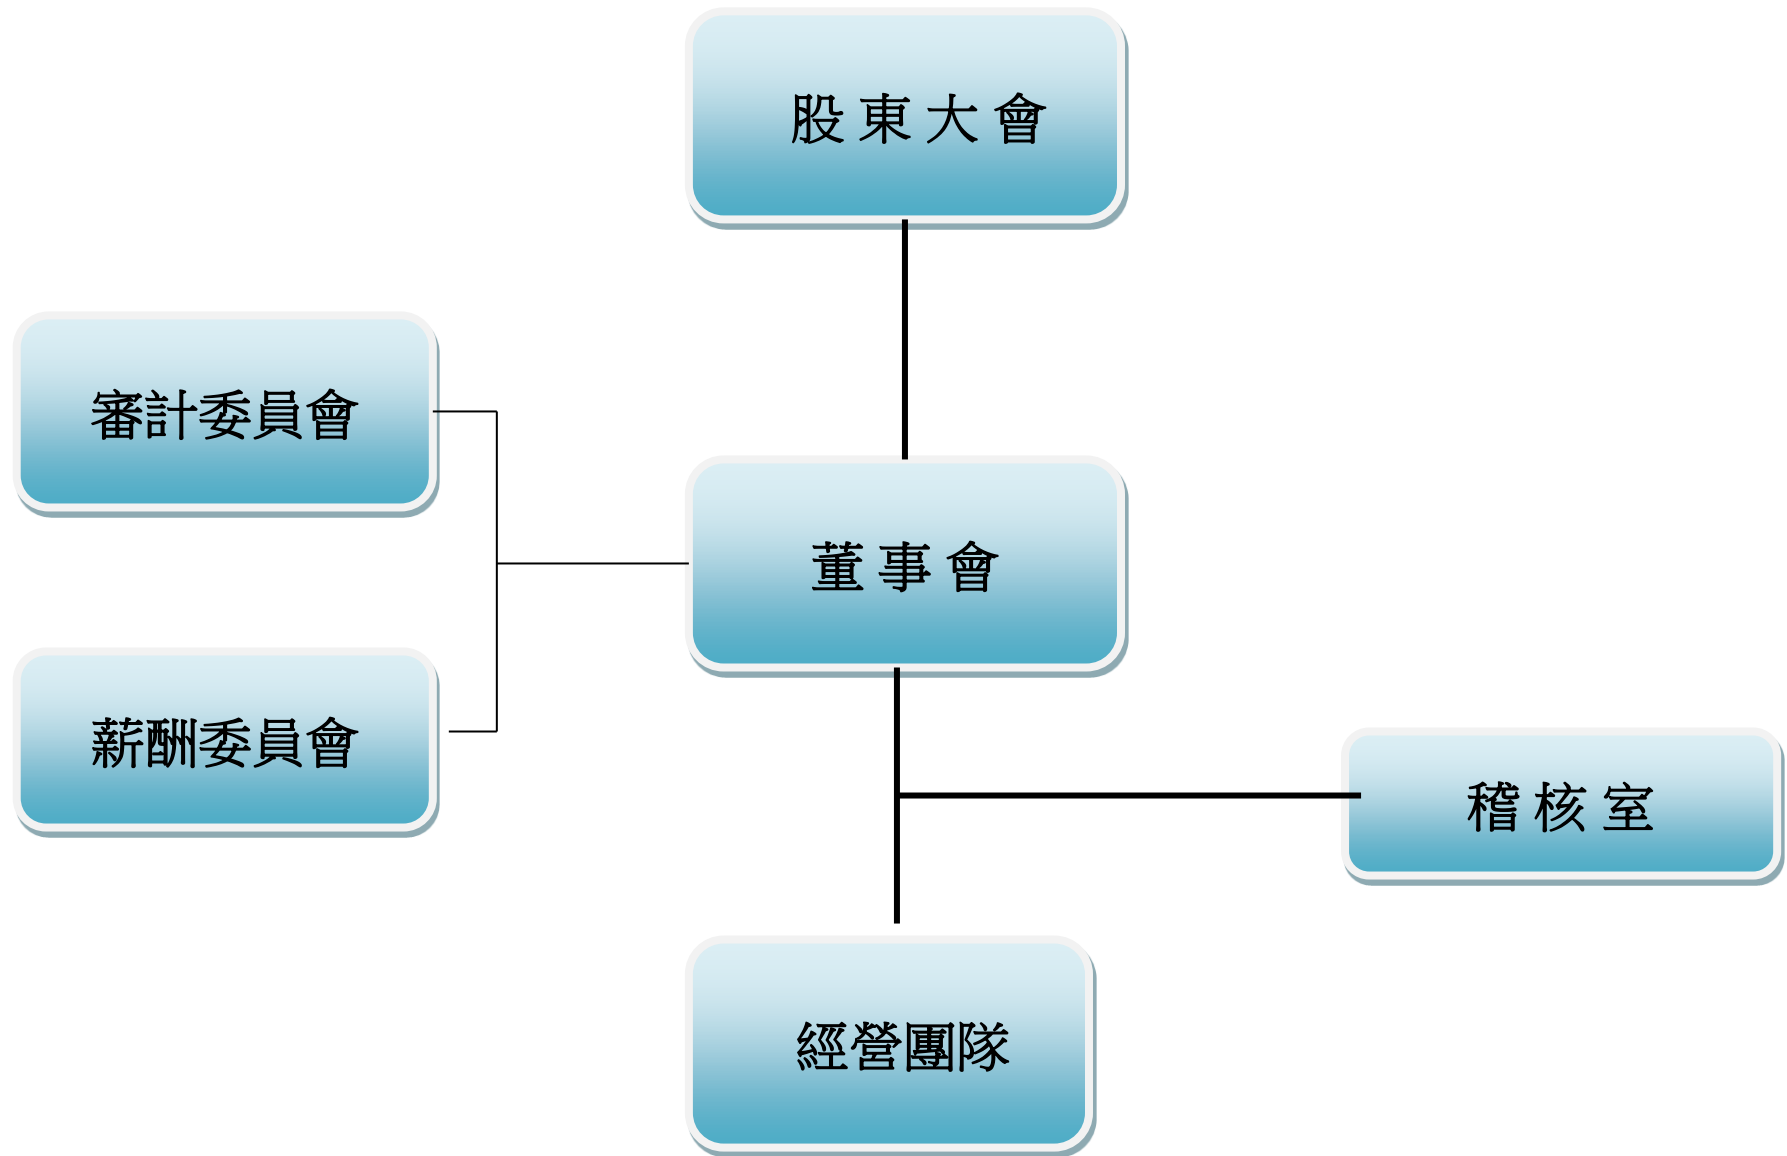 股 東 大 會
審計委員會
董 事 會
薪酬委員會
稽 核 室
經營團隊